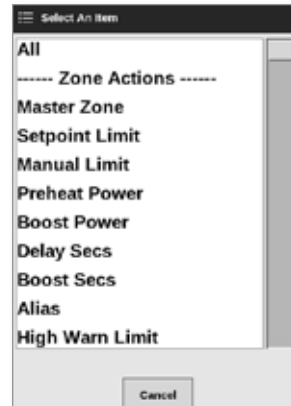 Select An Item
All
------ Zone Actions ------
Master Zone
Setpoint Limit
Manual Limit
Preheat Power
Boost Power
Delay Secs
Boost Secs
Alias
High Warn Limit
Cancel